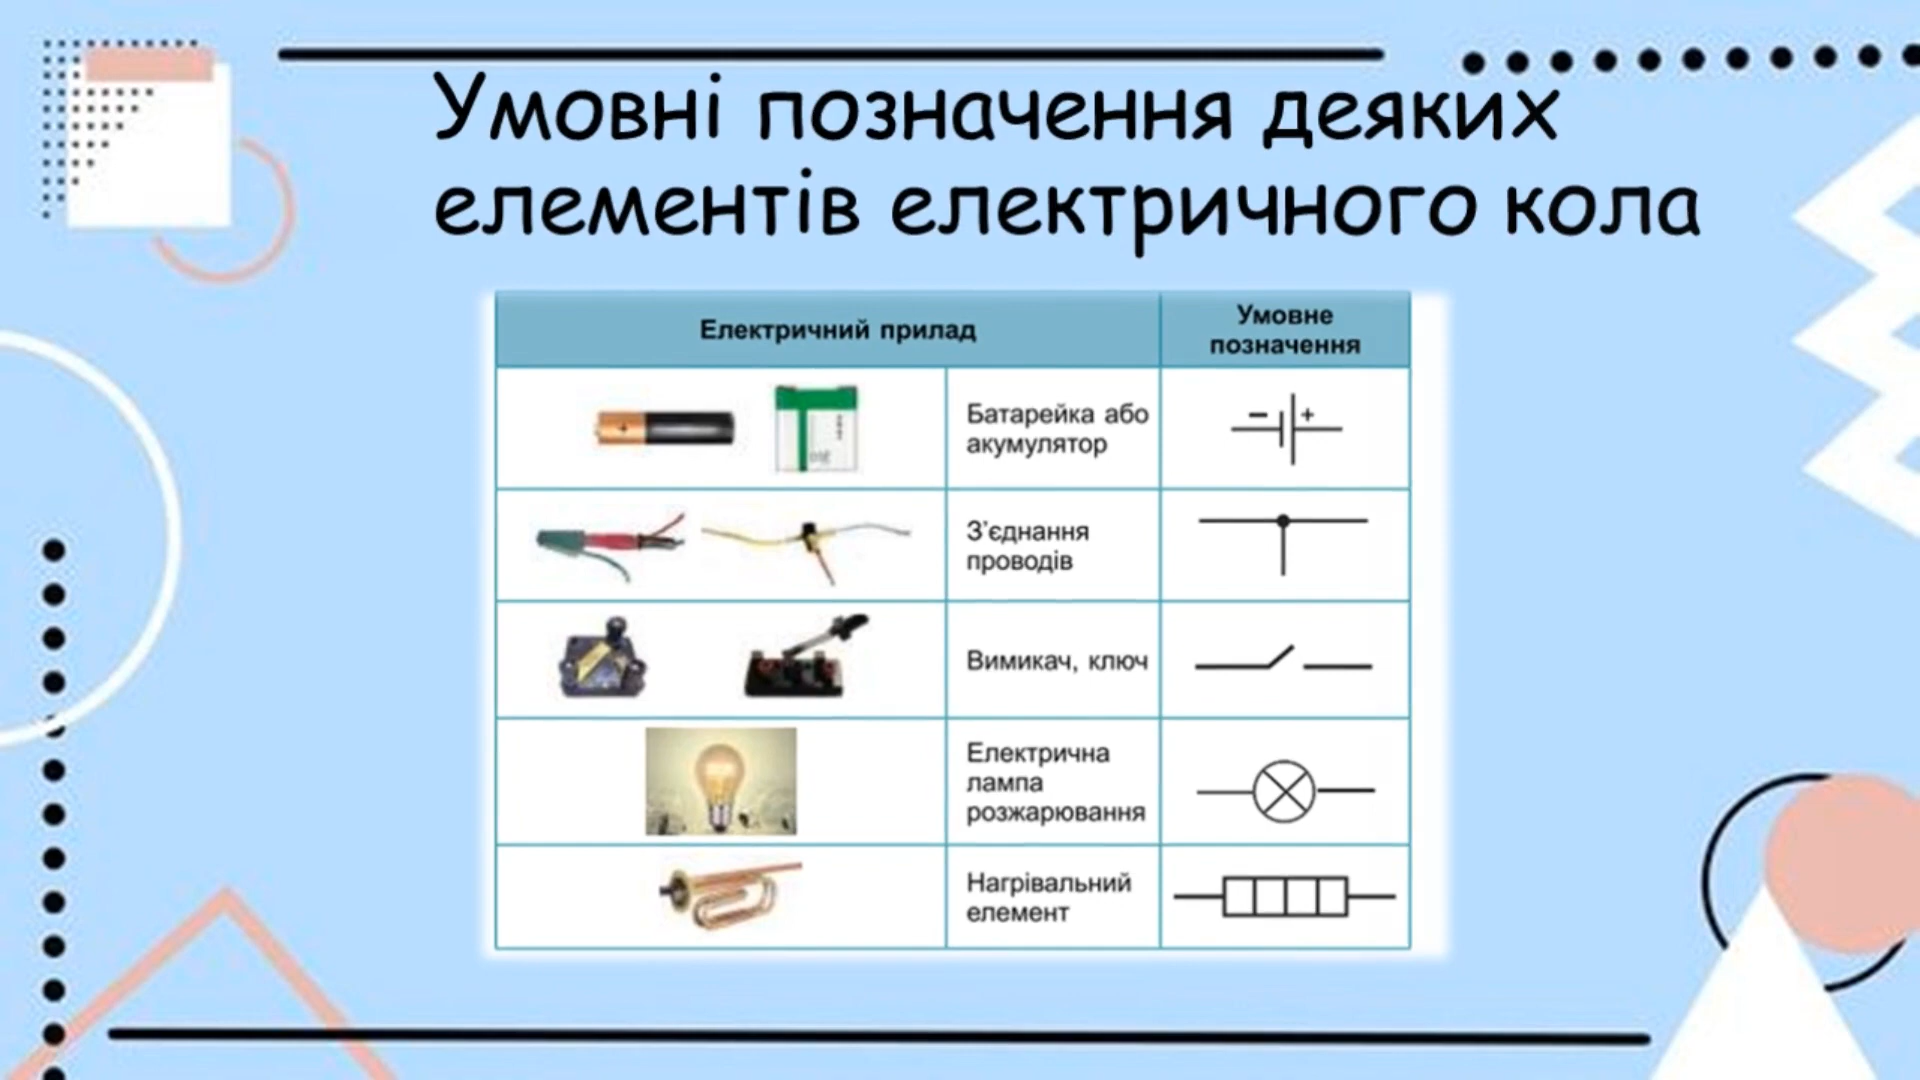 Умовні позначення деяких
елементів електричного кола
Електричний прилад
Умовне
позначення
Батарейка або
акумулятор
− +
З’єднання
проводів
Вимикач, ключ
Електрична
лампа
розжарювання
Нагрівальний
елемент